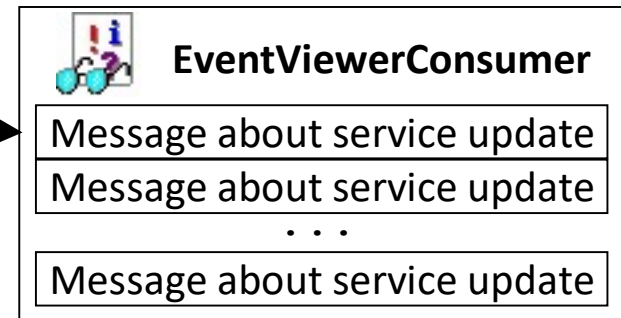 EventViewerConsumer
Message about service update
Message about service update
. . .
Message about service update